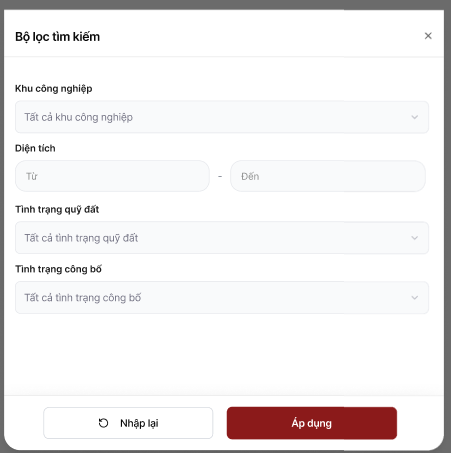 Bộ lọc tìm kiếm
Khu công nghiệp
Tất cả khu công nghiệp
Diện tích
Từ - Đến
Tình trạng quỹ đất
Tất cả tình trạng quỹ đất
Tình trạng công bố
Tất cả tình trạng công bố
Nhập lại Áp dụng